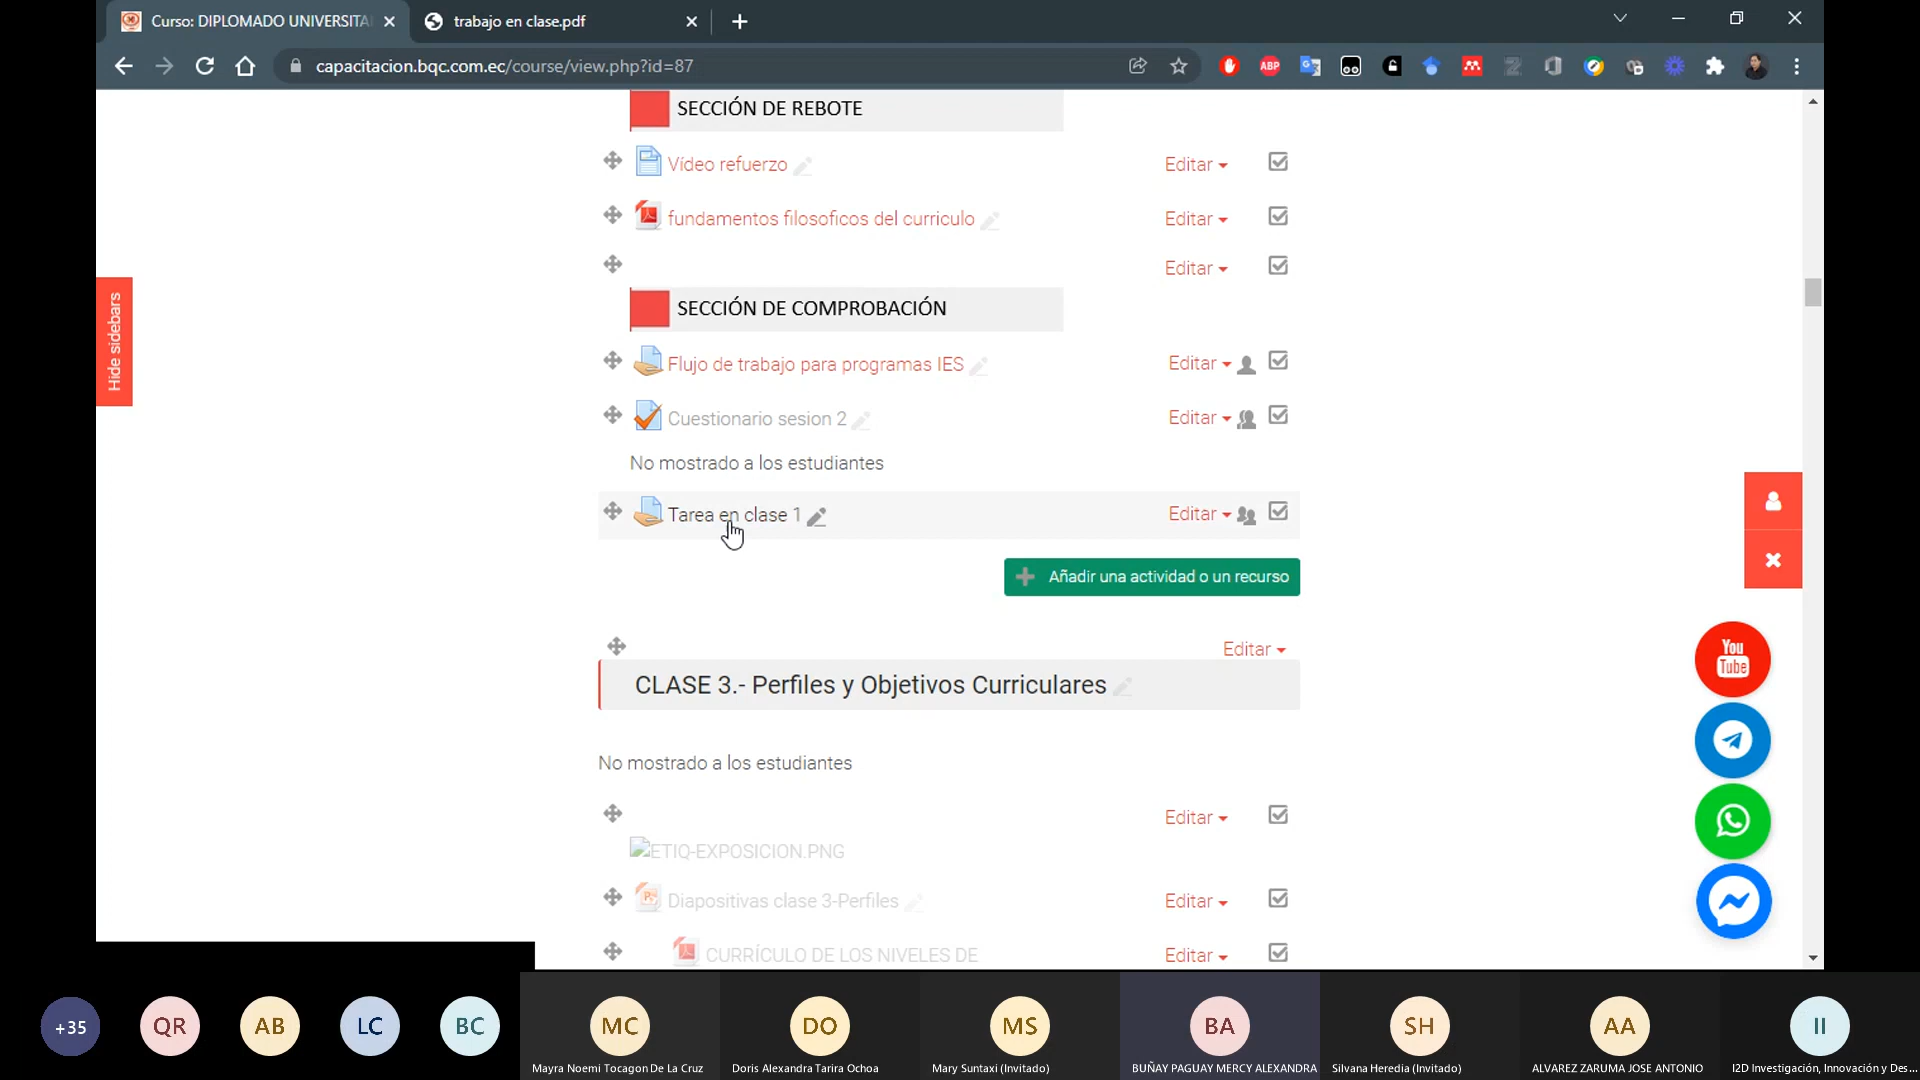 Curso: DIPLOMADO UNIVERSITA
trabajo en clase.pdf
capacitacion.bqc.com.ec/course/view.php?id=87
ABP
SECCIÓN DE REBOTE
Vídeo refuerzo
Editar
fundamentos filosoficos del curriculo
Editar
Editar
Hide sidebars
SECCIÓN DE COMPROBACIÓN
Flujo de trabajo para programas IES
Editar
Cuestionario sesion 2
Editar
No mostrado a los estudiantes
Tarea en clase 1
Editar
Añadir una actividad o un recurso
Editar
CLASE 3.- Perfiles y Objetivos Curriculares
You
Tube
No mostrado a los estudiantes
Editar
ETIQ-EXPOSICION.PNG
Diapositivas clase 3-Perfiles
Editar
CURRÍCULO DE LOS NIVELES DE
Editar
+35
QR
AB
LC
BC
MC
DO
MS
BA
SH
AA
II
Mayra Noemi Tocagon De La Cruz
Doris Alexandra Tarira Ochoa
Mary Suntaxi (Invitado)
BUÑAY PAGUAY MERCY ALEXANDRA
Silvana Heredia (Invitado)
ALVAREZ ZARUMA JOSE ANTONIO
I2D Investigación, Innovación y Des...